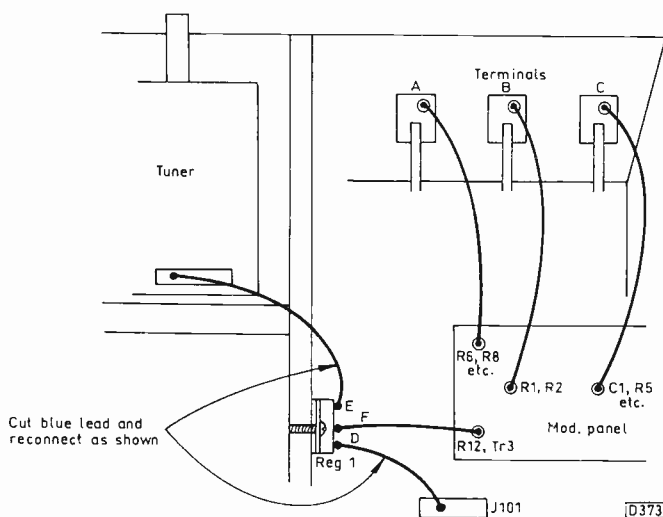 Terminals
A
B
C
Tuner
R6, R8
etc.
R1, R2
C1, R5
etc.
Mod. panel
E
F
D
R12, Tr3
Cut blue lead and
reconnect as shown
Reg 1
J101
D373